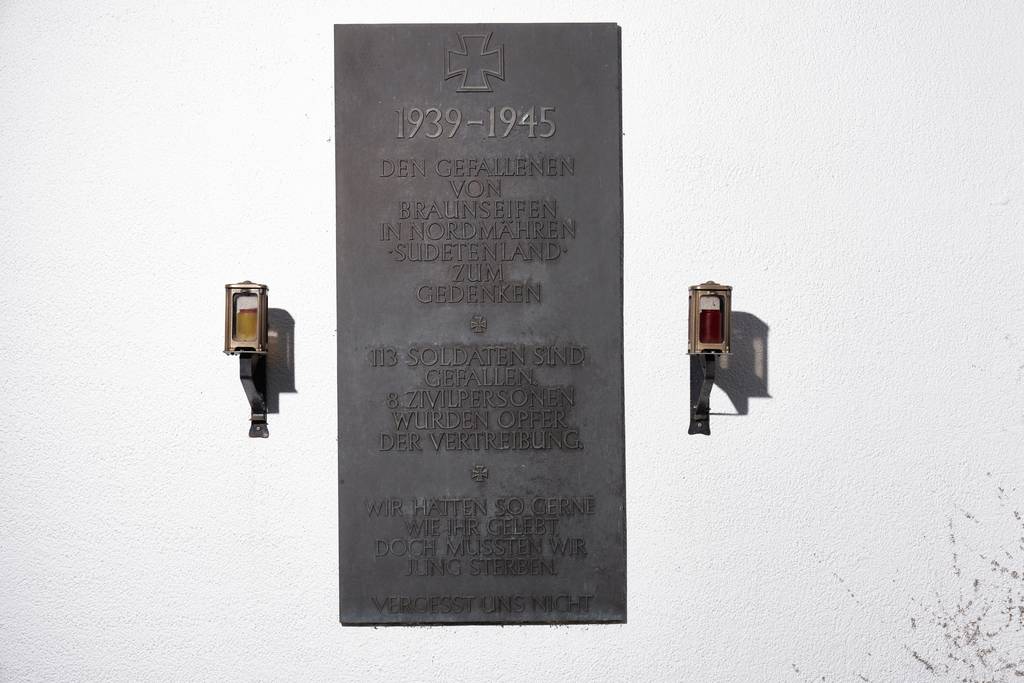 1939-1945
DEN GEFALLENEN
VON
BRAUNSEIFEN
IN NORDMÄHREN
·SUDETENLAND·
ZUM
GEDENKEN
113 SOLDATEN SIND
GEFALLEN.
8 ZIVILPERSONEN
WURDEN OPFER
DER VERTREIBUNG.
WIR HÄTTEN SO GERNE
WIE IHR GELEBT
DOCH MUSSTEN WIR
JUNG STERBEN.
VERGESST UNS NICHT